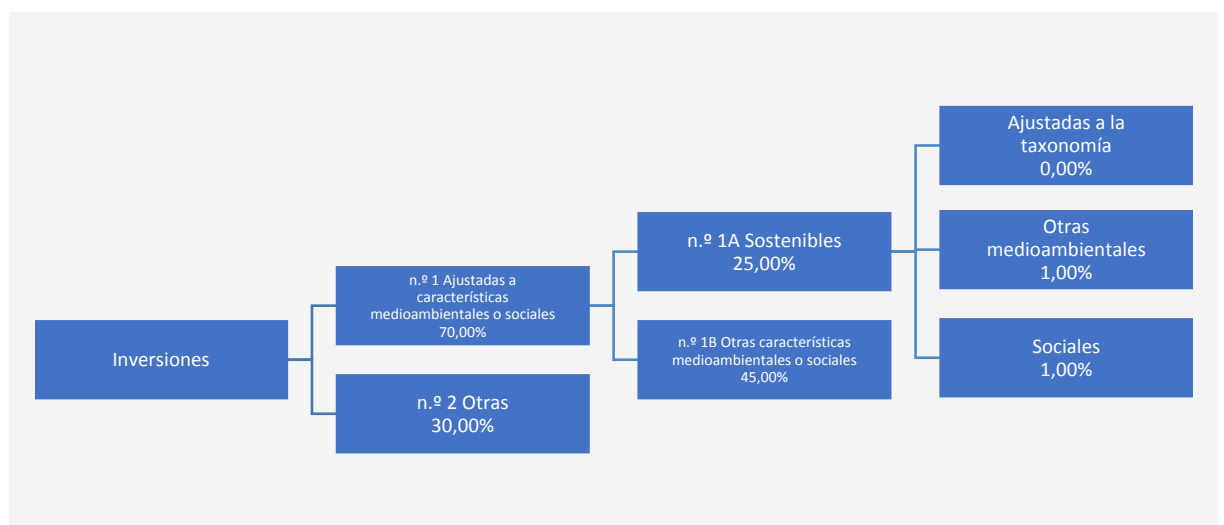 Inversiones
n.º 1 Ajustadas a
características
medioambientales o sociales
70,00%
n.º 2 Otras
30,00%
n.º 1A Sostenibles
25,00%
n.º 1B Otras características
medioambientales o sociales
45,00%
Ajustadas a la
taxonomía
0,00%
Otras
medioambientales
1,00%
Sociales
1,00%